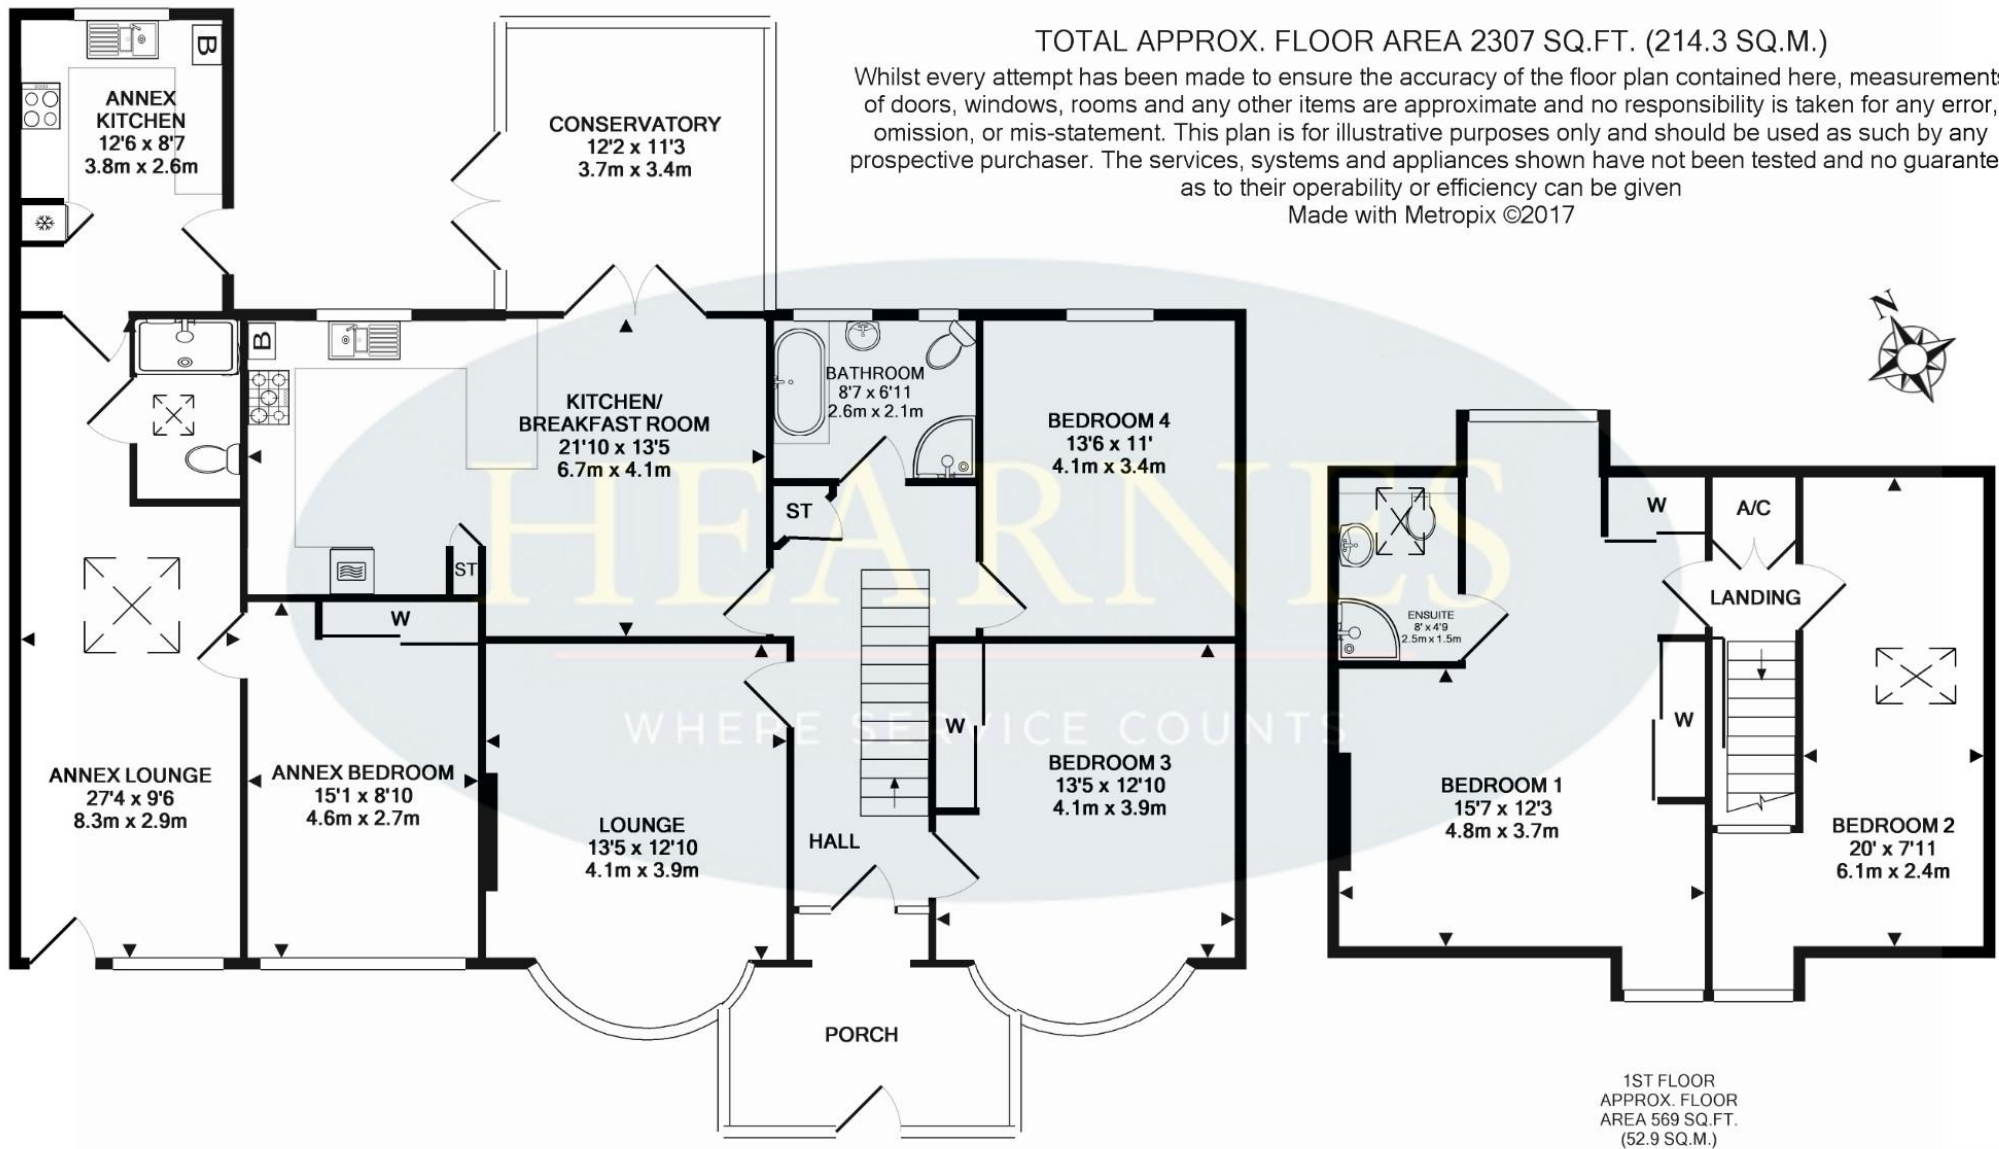 TOTAL APPROX. FLOOR AREA 2307 SQ.FT. (214.3 SQ.M.)
Whilst every attempt has been made to ensure the accuracy of the floor plan contained here, measurements
of doors, windows, rooms and any other items are approximate and no responsibility is taken for any error,
omission, or mis-statement. This plan is for illustrative purposes only and should be used as such by any
prospective purchaser. The services, systems and appliances shown have not been tested and no guarante
as to their operability or efficiency can be given
Made with Metropix ©2017
B
ANNEX
KITCHEN
12'6 x 8'7
3.8m x 2.6m
CONSERVATORY
12'2 x 11'3
3.7m x 3.4m
N
B
KITCHEN/
BREAKFAST ROOM
21'10 x 13'5
6.7m x 4.1m
BATHROOM
8'7 x 6'11
2.6m x 2.1m
BEDROOM 4
13'6 x 11'
4.1m x 3.4m
ST
ST
HEARNES
WHERE SERVICE COUNTS
W
ANNEX LOUNGE
27'4 x 9'6
8.3m x 2.9m
ANNEX BEDROOM
15'1 x 8'10
4.6m x 2.7m
LOUNGE
13'5 x 12'10
4.1m x 3.9m
HALL
W
BEDROOM 3
13'5 x 12'10
4.1m x 3.9m
PORCH
W
A/C
LANDING
ENSUITE
8' x 4'9
2.5m x 1.5m
W
BEDROOM 1
15'7 x 12'3
4.8m x 3.7m
BEDROOM 2
20' x 7'11
6.1m x 2.4m
1ST FLOOR
APPROX. FLOOR
AREA 569 SQ.FT.
(52.9 SQ.M.)